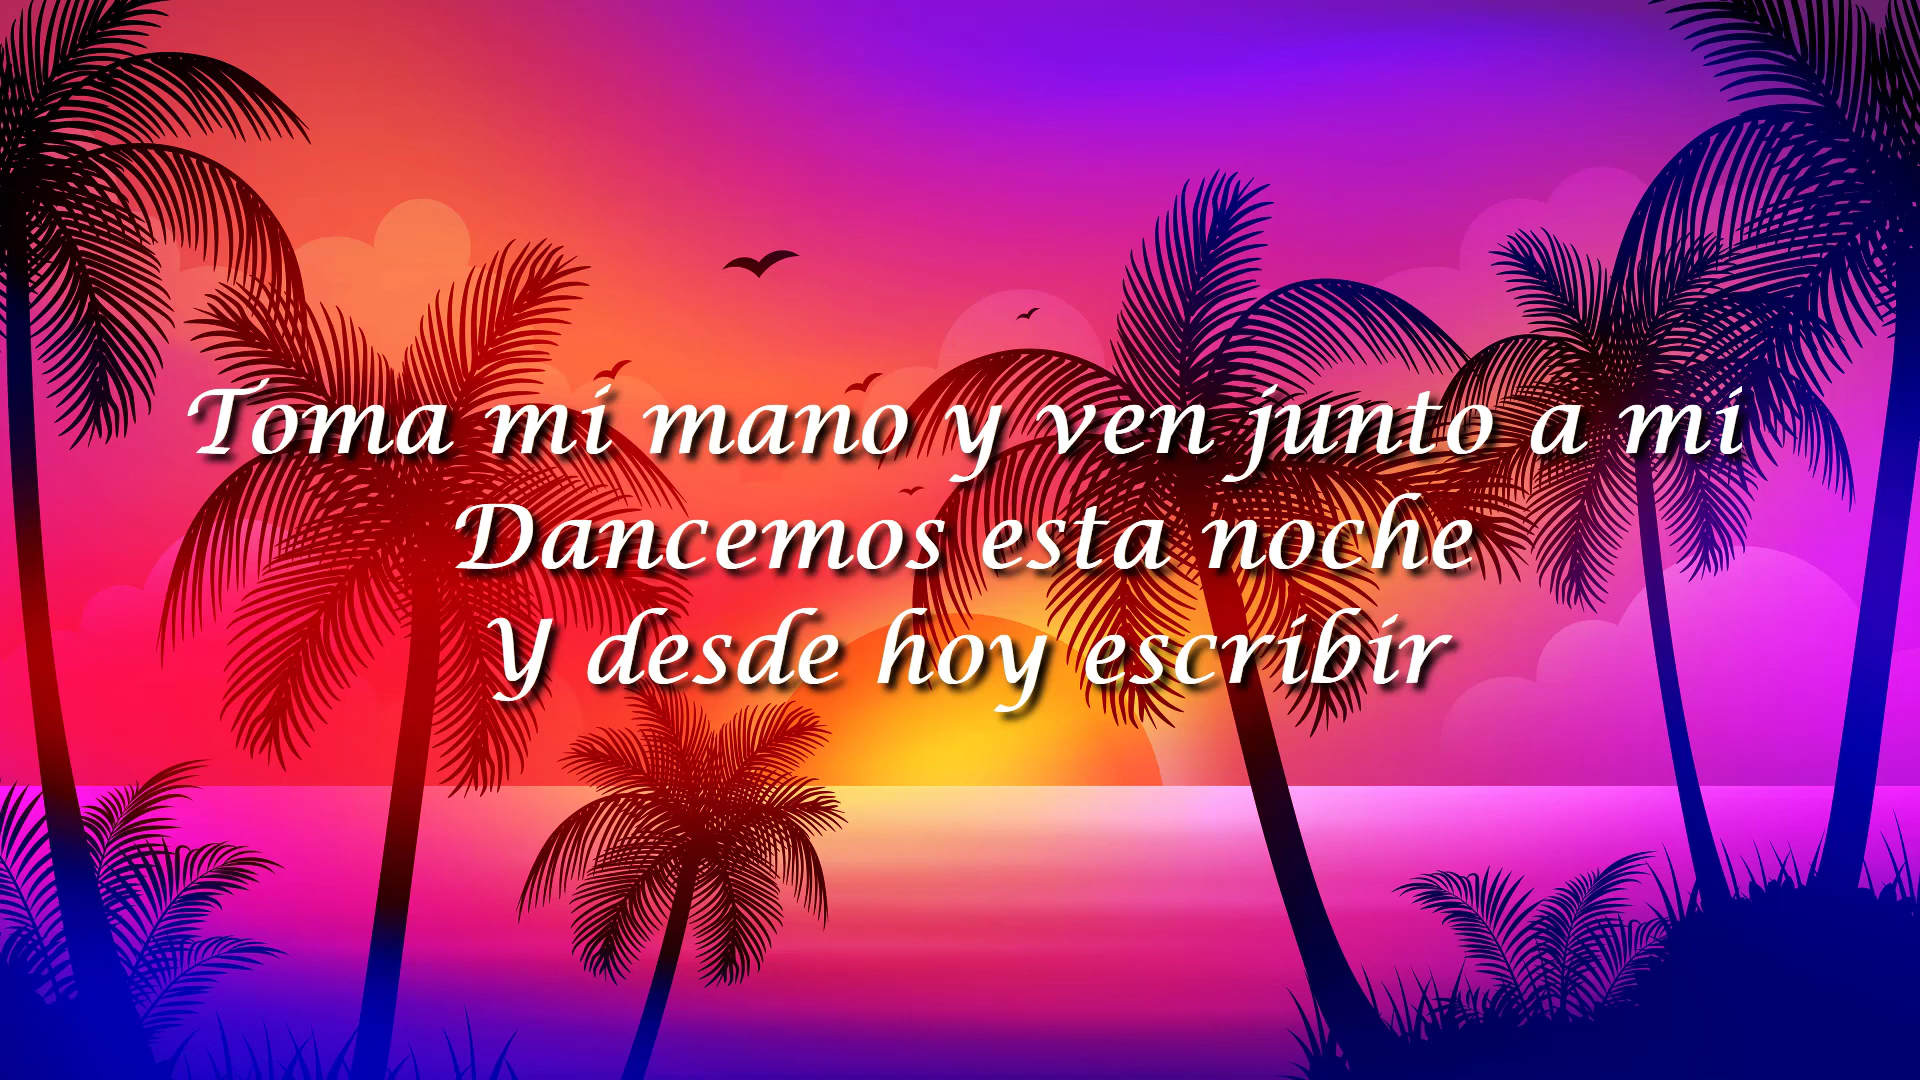 Toma mi mano y ven junto a mi
Dancemos esta noche
Y desde hoy escribir